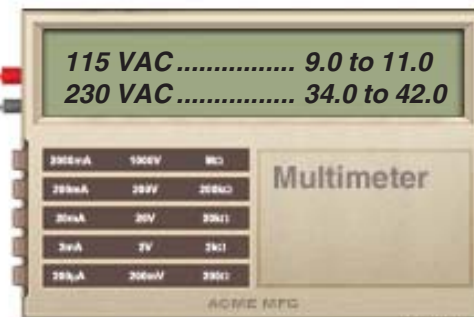 115 VAC................ 9.0 to 11.0
230 VAC................ 34.0 to 42.0
2000mA 1000V MΩ
200mA 200V 200kΩ
20mA 20V 20kΩ
2mA 2V 2kΩ
200µA 200mV 200Ω
Multimeter
ACME MFG